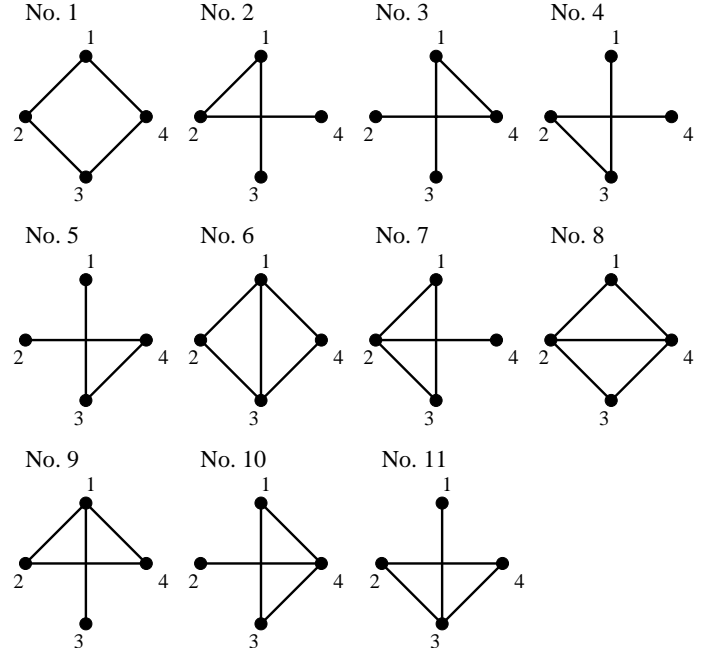 No. 1 No. 2 No. 3 No. 4
1 1 1 1
2 4 2 4 2 4 2 4
3 3 3 3
No. 5 No. 6 No. 7 No. 8
1 1 1 1
2 4 2 4 2 4 2 4
3 3 3 3
No. 9 No. 10 No. 11
1 1 1
2 4 2 4 2 4
3 3 3